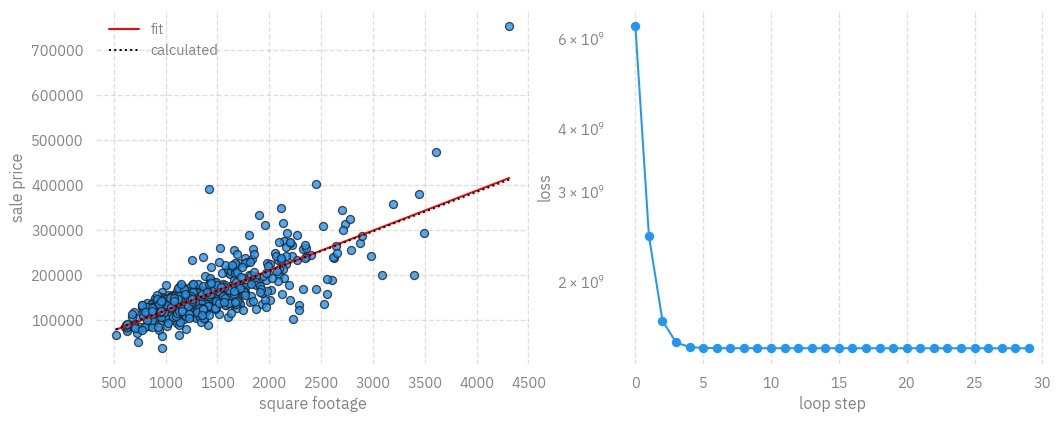 fit
calculated
700000
600000
500000
400000
300000
200000
100000
sale price
500 1000 1500 2000 2500 3000 3500 4000 4500
square footage
6 × 10⁹
4 × 10⁹
3 × 10⁹
2 × 10⁹
loss
0 5 10 15 20 25 30
loop step